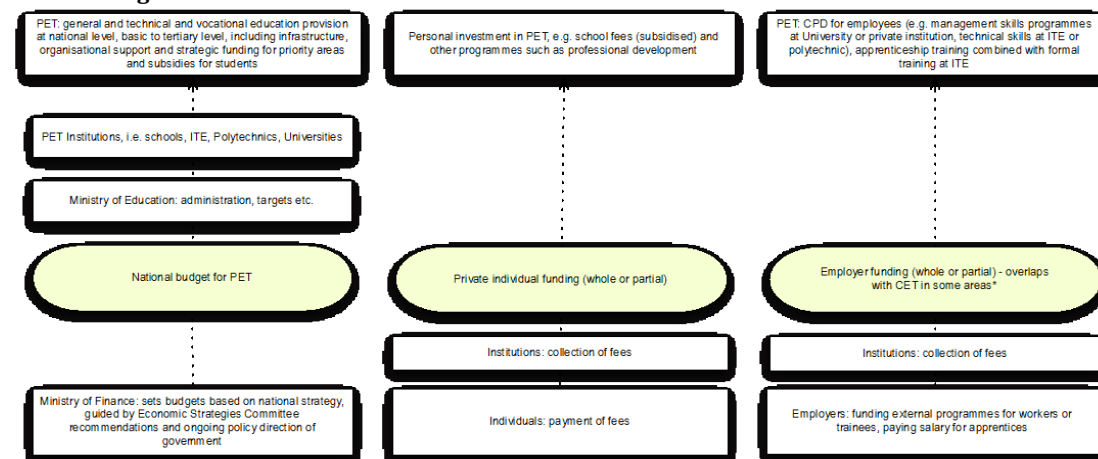 PET: general and technical and vocational education provision
at national level, basic to tertiary level, including infrastructure,
organisational support and strategic funding for priority areas
and subsidies for students
Personal investment in PET, e.g. school fees (subsidised) and
other programmes such as professional development
PET: CPD for employees (e.g. management skills programmes
at University or private institution, technical skills at ITE or
polytechnic), apprenticeship training combined with formal
training at ITE
PET Institutions, i.e. schools, ITE, Polytechnics, Universities
Ministry of Education: administration, targets etc.
National budget for PET
Private individual funding (whole or partial)
Employer funding (whole or partial) - overlaps
with CET in some areas*
Institutions: collection of fees
Institutions: collection of fees
Ministry of Finance: sets budgets based on national strategy,
guided by Economic Strategies Committee
recommendations and ongoing policy direction of
government
Individuals: payment of fees
Employers: funding external programmes for workers or
trainees, paying salary for apprentices